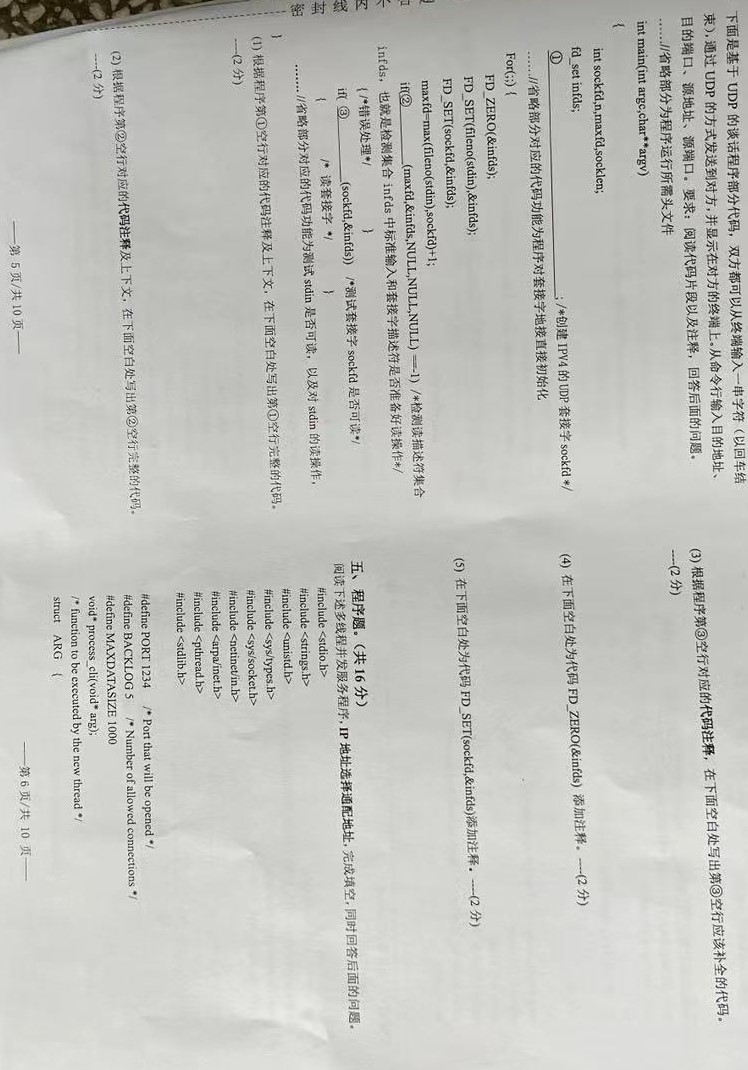 下面是基于 UDP 的谈话程序部分代码，双方都可以从终端输入一串字符（以回车结
束），通过 UDP 的方式发送到对方，并显示在对方的终端上。从命令行输入目的地址、
目的端口、源地址、源端口。要求：阅读代码片段以及注释，回答后面的问题。
……//省略部分为程序运行所需头文件
int main(int argc,char**argv)
{
int sockfd,n,maxfd,socklen;
fd_set infds;
①____________________; /*创建 IPV4 的 UDP 套接字 sockfd */
……//省略部分对应的代码功能为程序对套接字地接直接初始化
For(;;) {
FD_ZERO(&infds);
FD_SET(fileno(stdin),&infds);
FD_SET(sockfd,&infds);
maxfd=max(fileno(stdin),sockfd)+1;
if(②______(maxfd,&infds,NULL,NULL,NULL) ==-1) /*检测读描述符集合
infds，也就是检测集合 infds 中标准输入和套接字描述符是否准备好读操作*/
{ /*错误处理*/ }
if( ③______(sockfd,&infds)) /*测试套接字 sockfd 是否可读*/
{ /* 读套接字 */ }
……… //省略部分对应的代码功能为测试 stdin 是否可读，以及对 stdin 的读操作，
}
(1) 根据程序第①空行对应的代码注释及上下文，在下面空白处写出第①空行完整的代码。
----(2 分)
(2) 根据程序第②空行对应的代码注释及上下文，在下面空白处写出第②空行完整的代码。
----(2 分)
——第 5 页/共 10 页——
(3) 根据程序第③空行对应的代码注释，在下面空白处写出第③空行应该补全的代码。
----(2 分)
(4) 在下面空白处为代码 FD_ZERO(&infds) 添加注释。----(2 分)
(5) 在下面空白处为代码 FD_SET(sockfd,&infds)添加注释。----(2 分)
五、程序题。（共 16 分）
阅读下述多线程并发服务程序，IP 地址选择通配地址，完成填空，同时回答后面的问题。
#include <stdio.h>
#include <strings.h>
#include <unistd.h>
#include <sys/types.h>
#include <sys/socket.h>
#include <netinet/in.h>
#include <arpa/inet.h>
#include <pthread.h>
#include <stdlib.h>
#define PORT 1234 /* Port that will be opened */
#define BACKLOG 5 /* Number of allowed connections */
#define MAXDATASIZE 1000
void* process_cli(void* arg);
/* function to be executed by the new thread */
struct ARG {
——第 6 页/共 10 页——